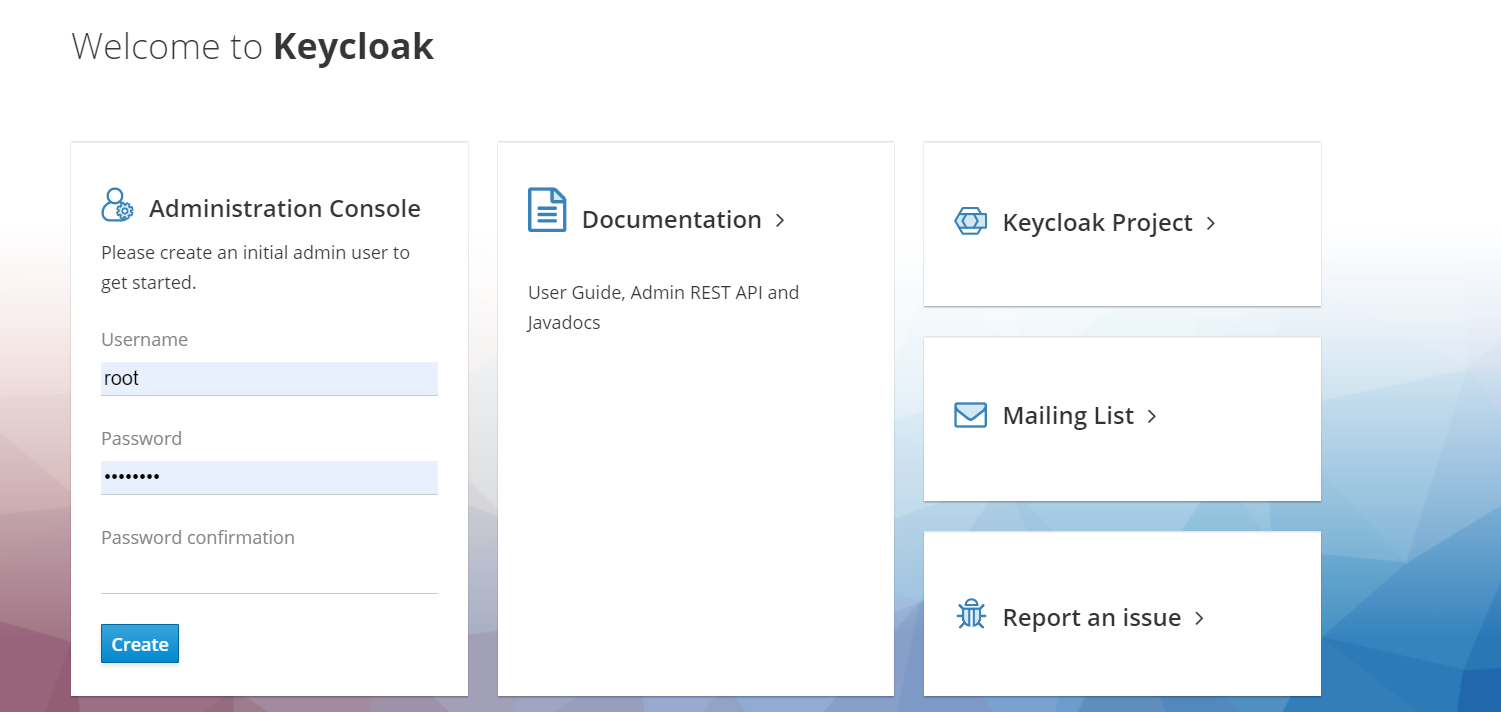 Welcome to Keycloak
Administration Console
Please create an initial admin user to
get started.
Username
root
Password
••••••••
Password confirmation
Create
Documentation
User Guide, Admin REST API and
Javadocs
Keycloak Project
Mailing List
Report an issue